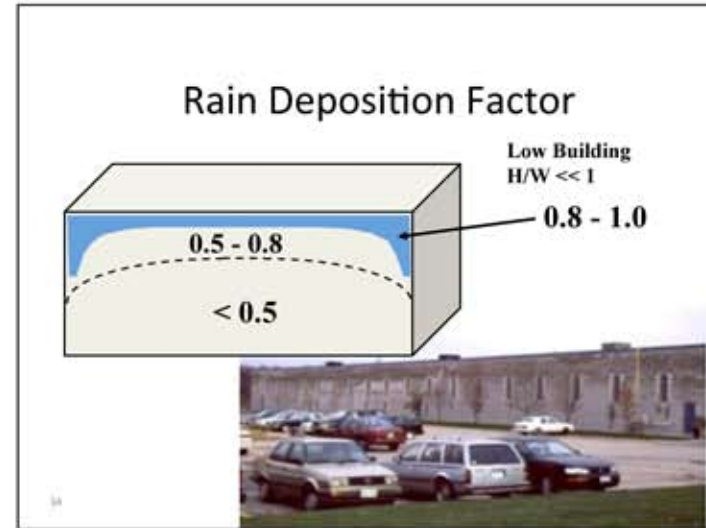 Rain Deposition Factor
Low Building
H/W << 1
0.8 - 1.0
0.5 - 0.8
< 0.5